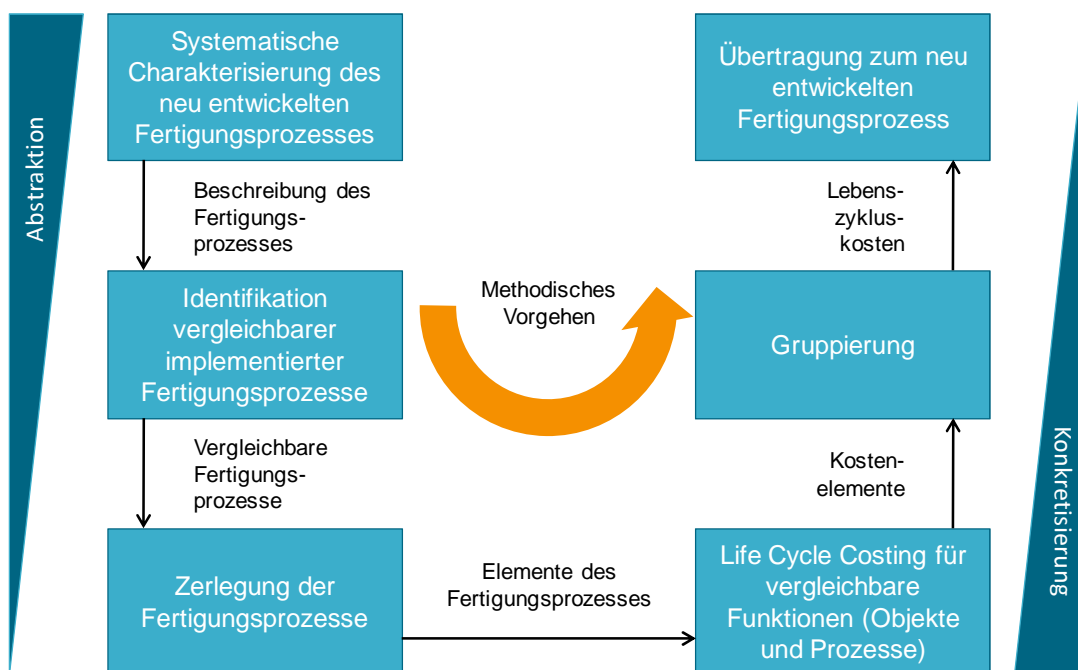 Abstraktion
Systematische
Charakterisierung des
neu entwickelten
Fertigungsprozesses
Beschreibung des
Fertigungs-
prozesses
Identifikation
vergleichbarer
implementierter
Fertigungsprozesse
Vergleichbare
Fertigungs-
prozesse
Zerlegung der
Fertigungsprozesse
Methodisches
Vorgehen
Elemente des
Fertigungsprozesses
Life Cycle Costing für
vergleichbare
Funktionen (Objekte
und Prozesse)
Kosten-
elemente
Gruppierung
Lebens-
zyklus-
kosten
Übertragung zum neu
entwickelten
Fertigungsprozess
Konkretisierung